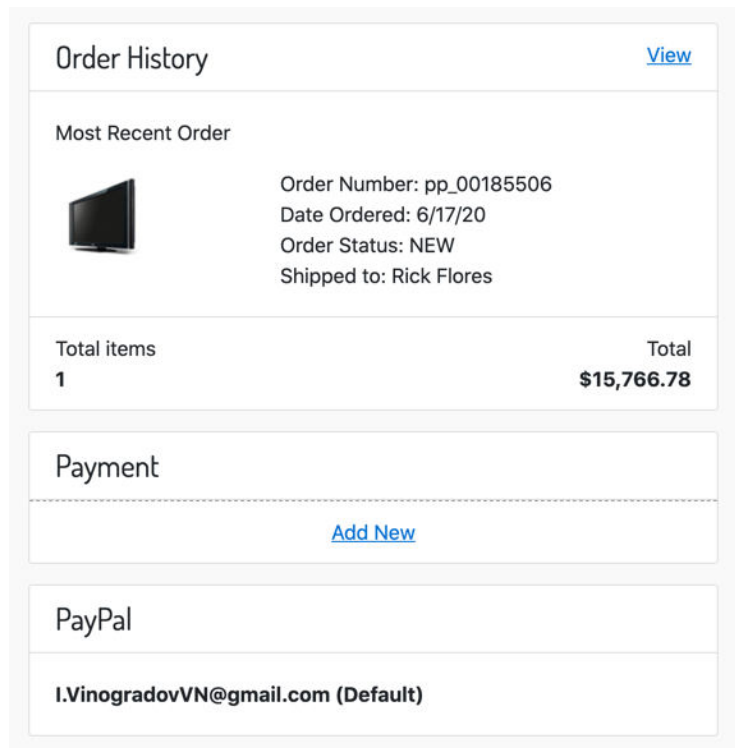 Order History
View
Most Recent Order
Order Number: pp_00185506
Date Ordered: 6/17/20
Order Status: NEW
Shipped to: Rick Flores
Total items
Total
1
$15,766.78
Payment
Add New
PayPal
I.VinogradovVN@gmail.com (Default)